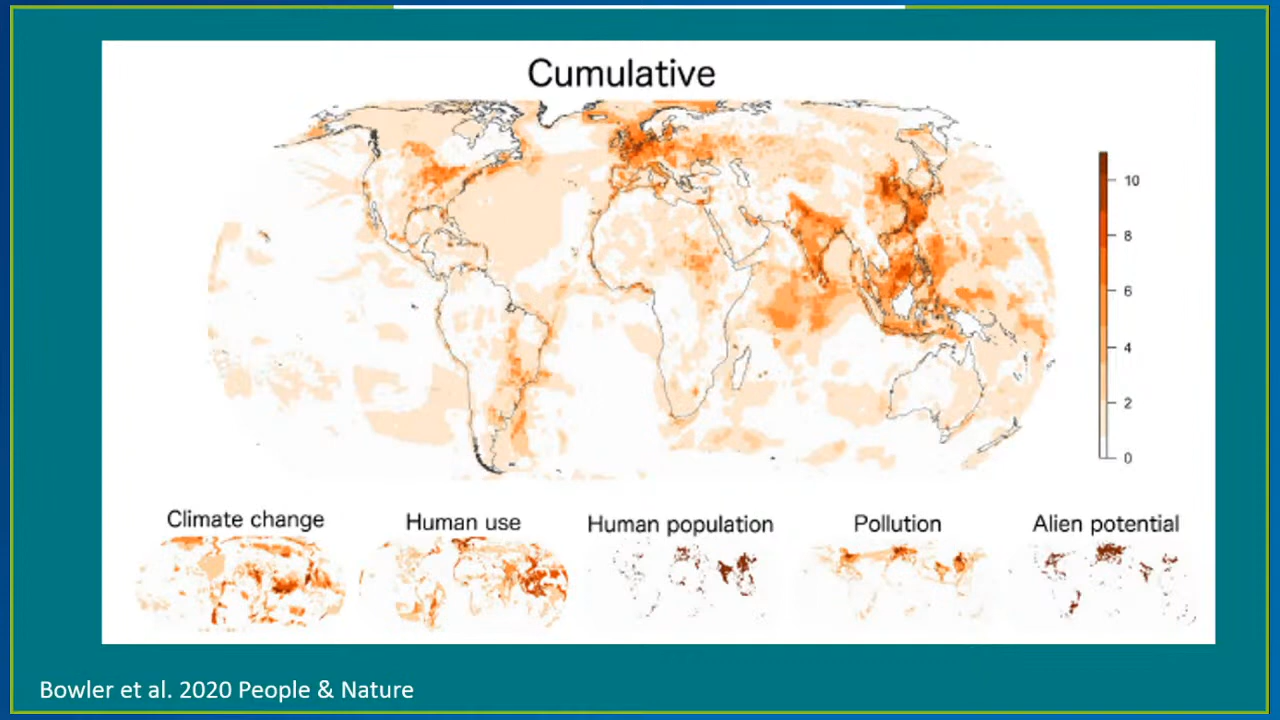 Cumulative
10
8
6
4
2
0
Climate change
Human use
Human population
Pollution
Alien potential
Bowler et al. 2020 People & Nature